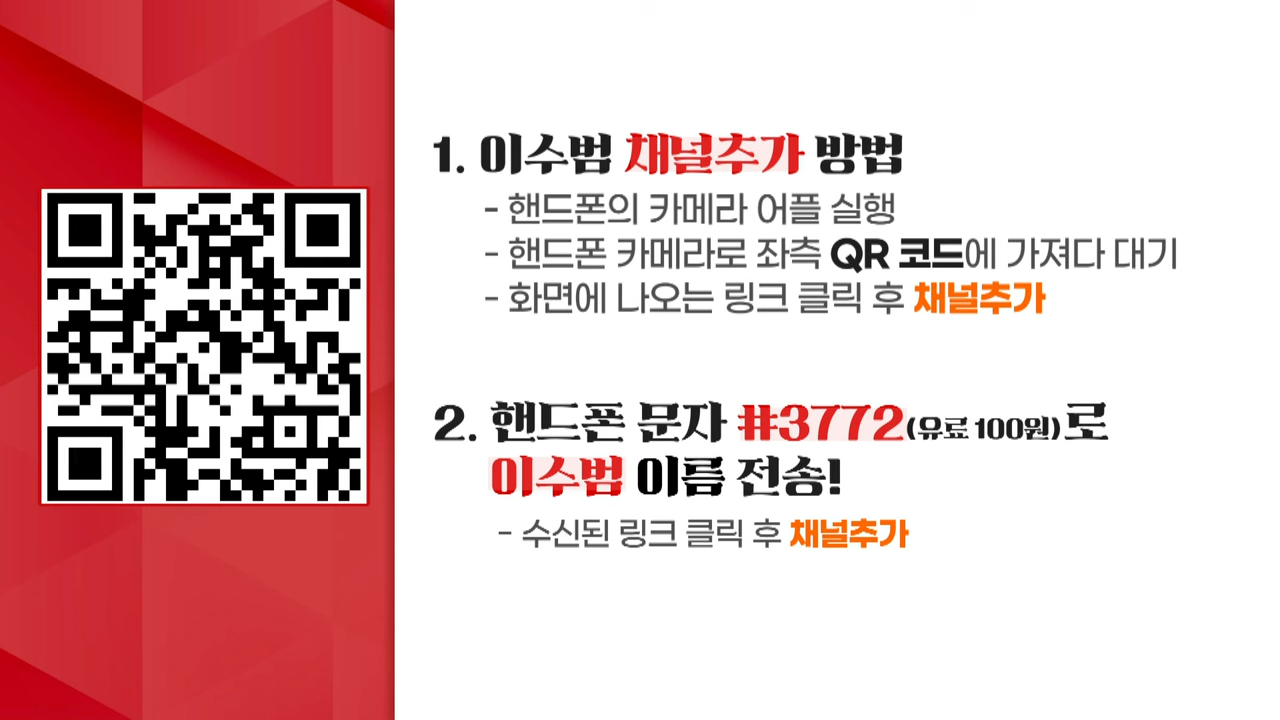 1. 이수범 채널추가 방법
- 핸드폰의 카메라 어플 실행
- 핸드폰 카메라로 좌측 QR 코드에 가져다 대기
- 화면에 나오는 링크 클릭 후 채널추가
2. 핸드폰 문자 #3772(유료 100원)로
이수범 이름 전송!
- 수신된 링크 클릭 후 채널추가